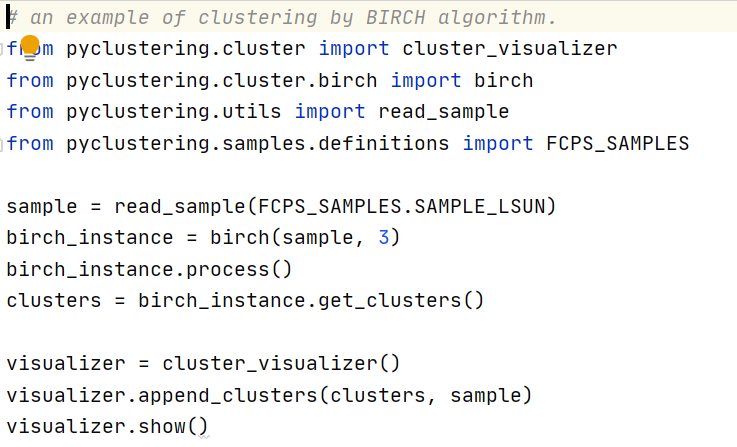 # an example of clustering by BIRCH algorithm.
from pyclustering.cluster import cluster_visualizer
from pyclustering.cluster.birch import birch
from pyclustering.utils import read_sample
from pyclustering.samples.definitions import FCPS_SAMPLES
sample = read_sample(FCPS_SAMPLES.SAMPLE_LSUN)
birch_instance = birch(sample, 3)
birch_instance.process()
clusters = birch_instance.get_clusters()
visualizer = cluster_visualizer()
visualizer.append_clusters(clusters, sample)
visualizer.show()